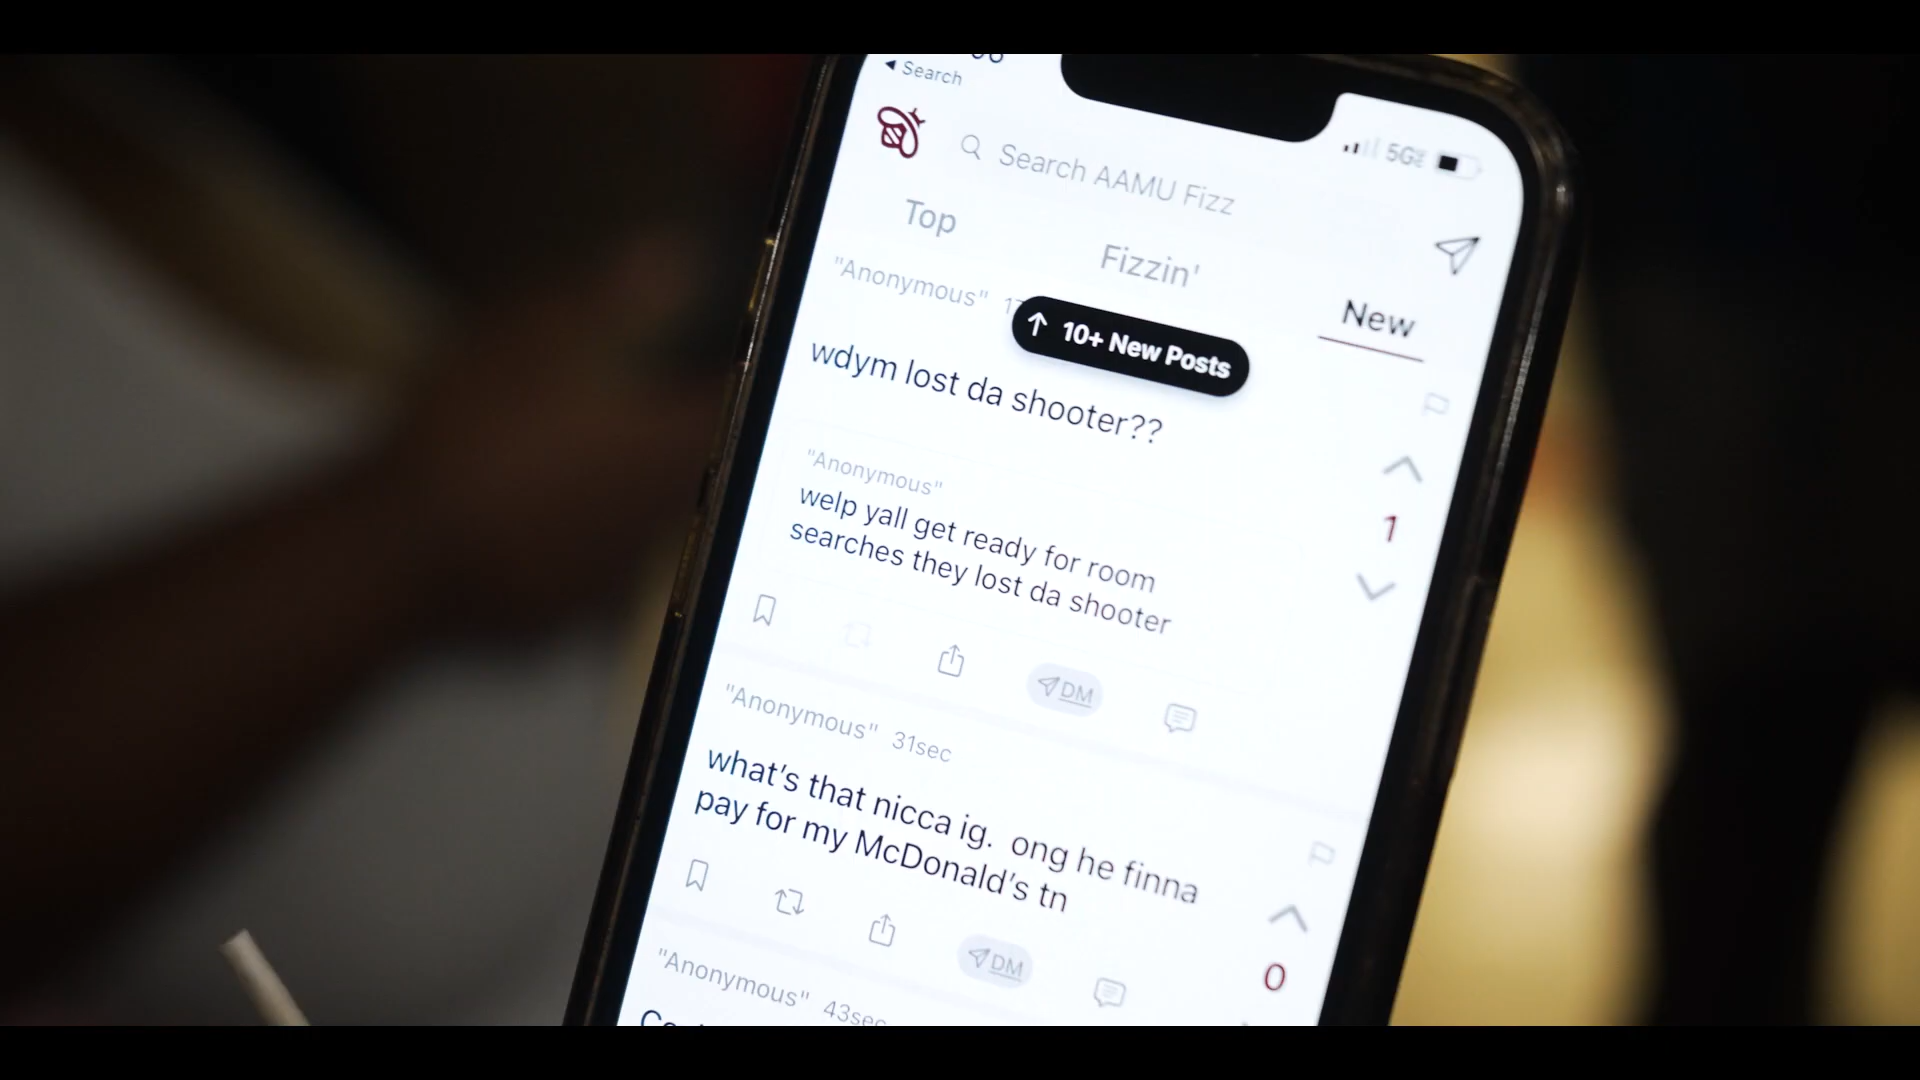 Search
5G
Search AAMU Fizz
Top
Fizzin'
New
"Anonymous"
10+ New Posts
wdym lost da shooter??
"Anonymous"
welp yall get ready for room
searches they lost da shooter
1
DM
"Anonymous" 31sec
what's that nicca ig. ong he finna
pay for my McDonald's tn
0
DM
"Anonymous" 43sec